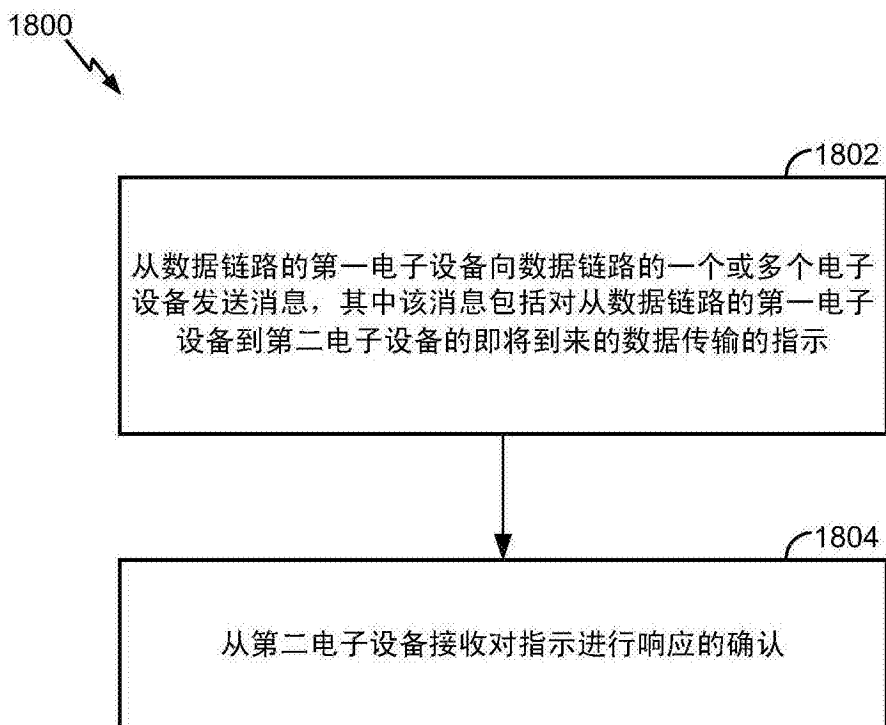 1800
1802
从数据链路的第一电子设备向数据链路的一个或多个电子
设备发送消息，其中该消息包括对从数据链路的第一电子
设备到第二电子设备的即将到来的数据传输的指示
1804
从第二电子设备接收对指示进行响应的确认